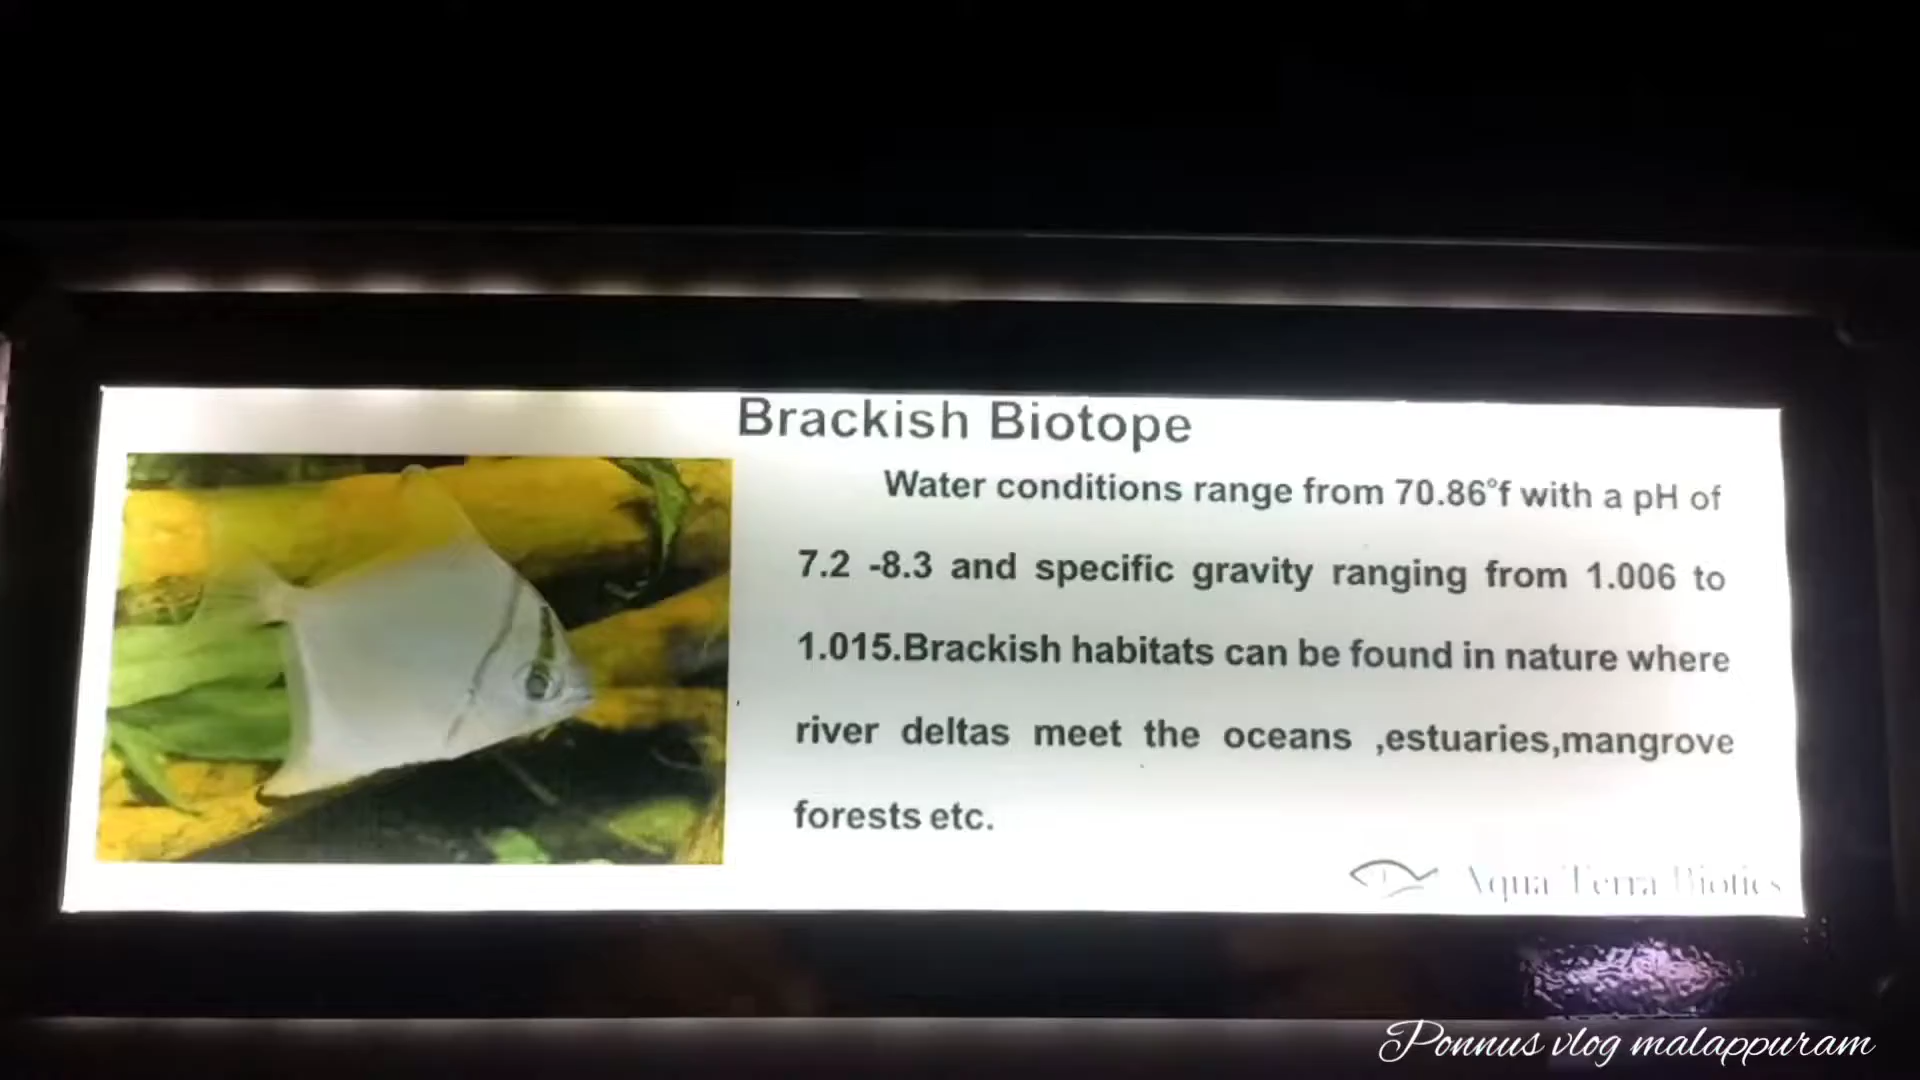 Brackish Biotope
Water conditions range from 70.86°f with a pH of
7.2 -8.3 and specific gravity ranging from 1.006 to
1.015.Brackish habitats can be found in nature where
river deltas meet the oceans ,estuaries,mangrove
forests etc.
Aqua Terra Biotics
Ponnus vlog malappuram